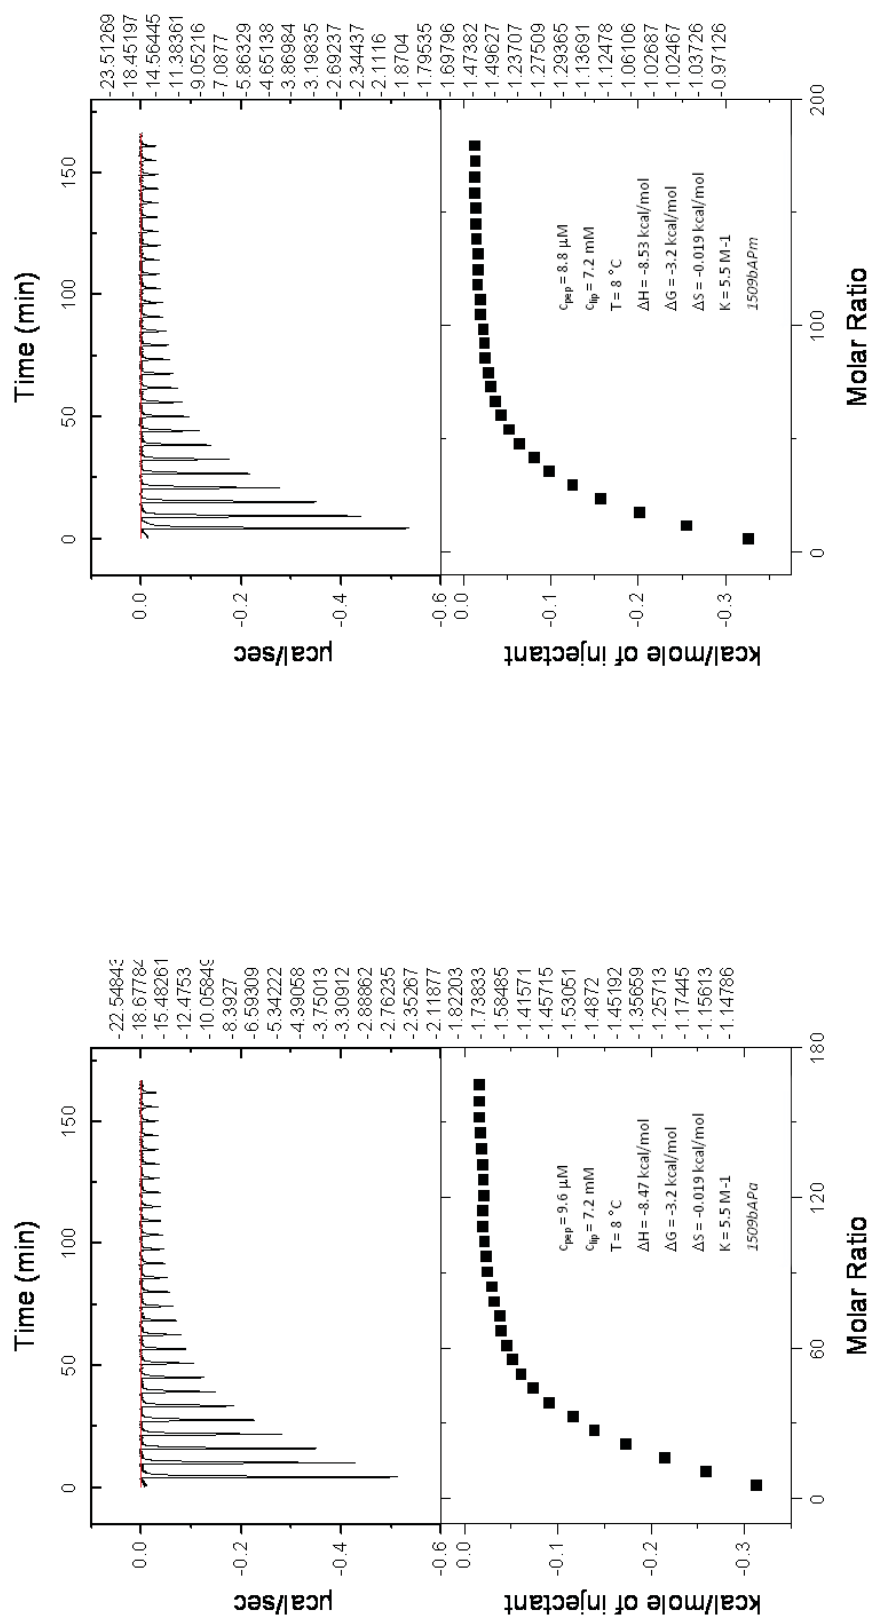 Time (min)
0 50 100 150
0.0
-0.2
-0.4
-0.6
µcal/sec
-22.54843
-18.67784
-15.48261
-12.4753
-10.05849
-8.3927
-6.59309
-5.34222
-4.39058
-3.75013
-3.30912
-2.88862
-2.76235
-2.35267
-2.11877
-1.82203
-1.73833
-1.58485
-1.41571
-1.45715
-1.53051
-1.4872
-1.45192
-1.35659
-1.25713
-1.17445
-1.15613
-1.14786
0.0
-0.1
-0.2
-0.3
kcal/mole of injectant
cpep = 9.6 µM
clip = 7.2 mM
T = 8 °C
ΔH = -8.47 kcal/mol
ΔG = -3.2 kcal/mol
ΔS = -0.019 kcal/mol
K = 5.5 M-1
1509bAPa
0 60 120 180
Molar Ratio
Time (min)
0 50 100 150
0.0
-0.2
-0.4
-0.6
µcal/sec
-23.51269
-18.45197
-14.56445
-11.38361
-9.05216
-7.0877
-5.86329
-4.65138
-3.86984
-3.19835
-2.69237
-2.34437
-2.1116
-1.8704
-1.79535
-1.69796
-1.47382
-1.49627
-1.23707
-1.27509
-1.29365
-1.13691
-1.12478
-1.06106
-1.02687
-1.02467
-1.03726
-0.97126
0.0
-0.1
-0.2
-0.3
kcal/mole of injectant
cpep = 8.8 µM
clip = 7.2 mM
T = 8 °C
ΔH = -8.53 kcal/mol
ΔG = -3.2 kcal/mol
ΔS = -0.019 kcal/mol
K = 5.5 M-1
1509bAPm
0 100 200
Molar Ratio